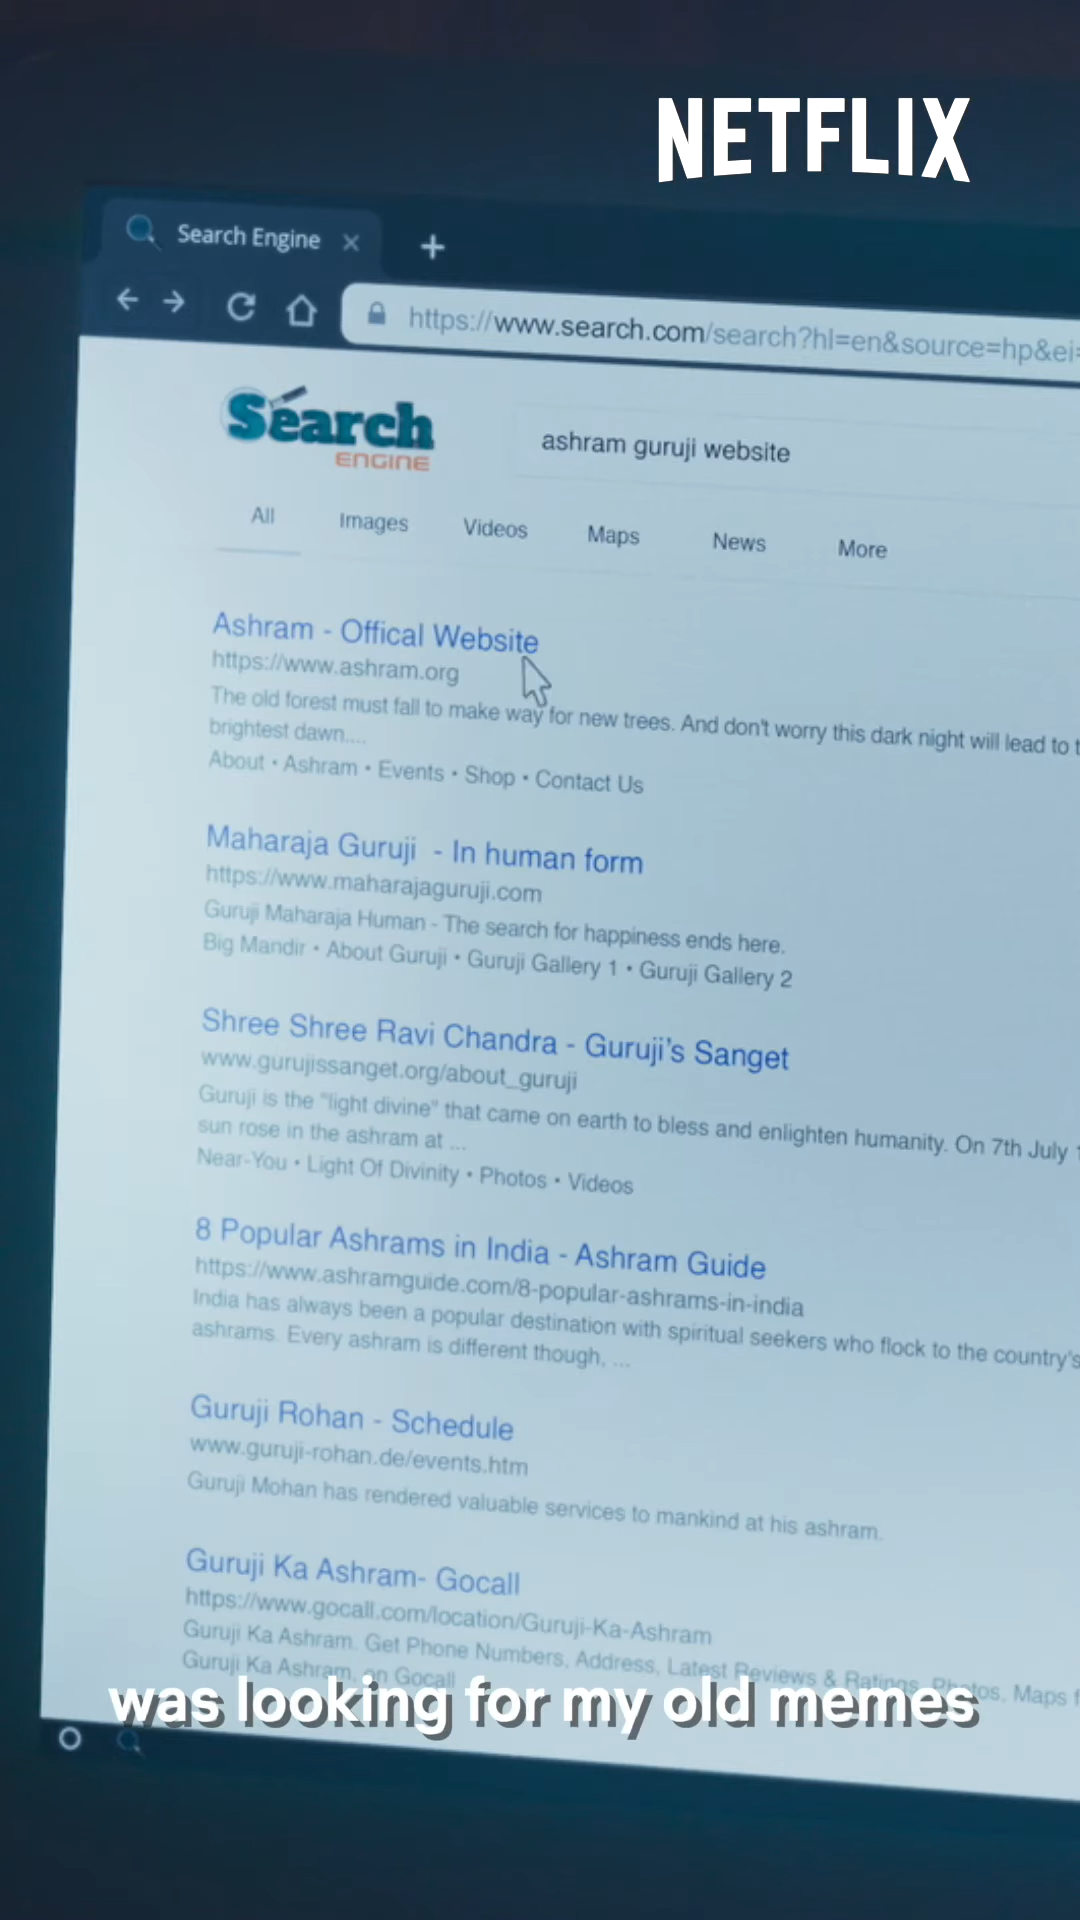 NETFLIX
Search Engine
https://www.search.com/search?hl=en&source=hp&ei=
Search
ENGINE
ashram guruji website
All Images Videos Maps News More
Ashram - Offical Website
https://www.ashram.org
The old forest must fall to make way for new trees. And don't worry this dark night will lead to
brightest dawn....
About • Ashram • Events • Shop • Contact Us
Maharaja Guruji - In human form
https://www.maharajaguruji.com
Guruji Maharaja Human - The search for happiness ends here.
Big Mandir • About Guruji • Guruji Gallery 1 • Guruji Gallery 2
Shree Shree Ravi Chandra - Guruji's Sanget
www.gurujissanget.org/about_guruji
Guruji is the "light divine" that came on earth to bless and enlighten humanity. On 7th July
sun rose in the ashram at ...
Near-You • Light Of Divinity • Photos • Videos
8 Popular Ashrams in India - Ashram Guide
https://www.ashramguide.com/8-popular-ashrams-in-india
India has always been a popular destination with spiritual seekers who flock to the country's
ashrams. Every ashram is different though, ...
Guruji Rohan - Schedule
www.guruji-rohan.de/events.htm
Guruji Mohan has rendered valuable services to mankind at his ashram.
Guruji Ka Ashram- Gocall
https://www.gocall.com/location/Guruji-Ka-Ashram
Guruji Ka Ashram. Get Phone Numbers, Address, Latest Reviews & Ratings, Photos, Maps
Guruji Ka Ashram, on Gocall
was looking for my old memes